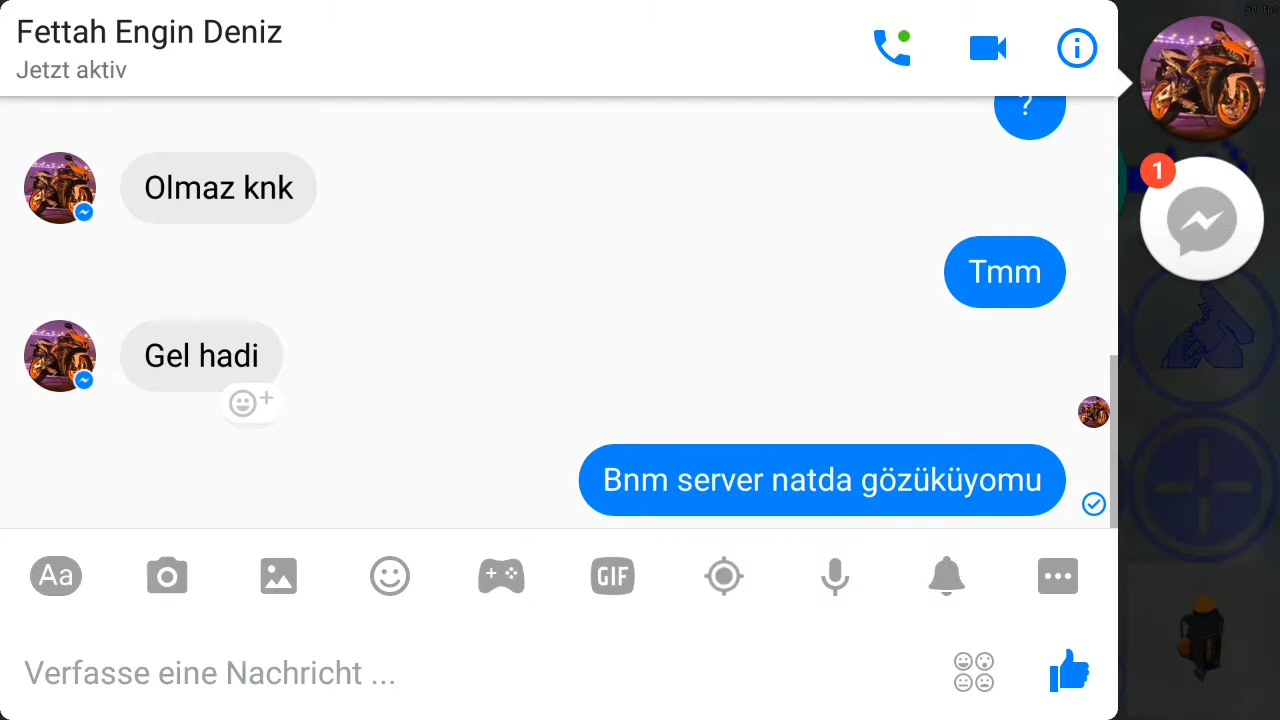 Fettah Engin Deniz
Jetzt aktiv
?
Olmaz knk
Tmm
Gel hadi
Bnm server natda gözüküyomu
Aa
GIF
Verfasse eine Nachricht ...
1